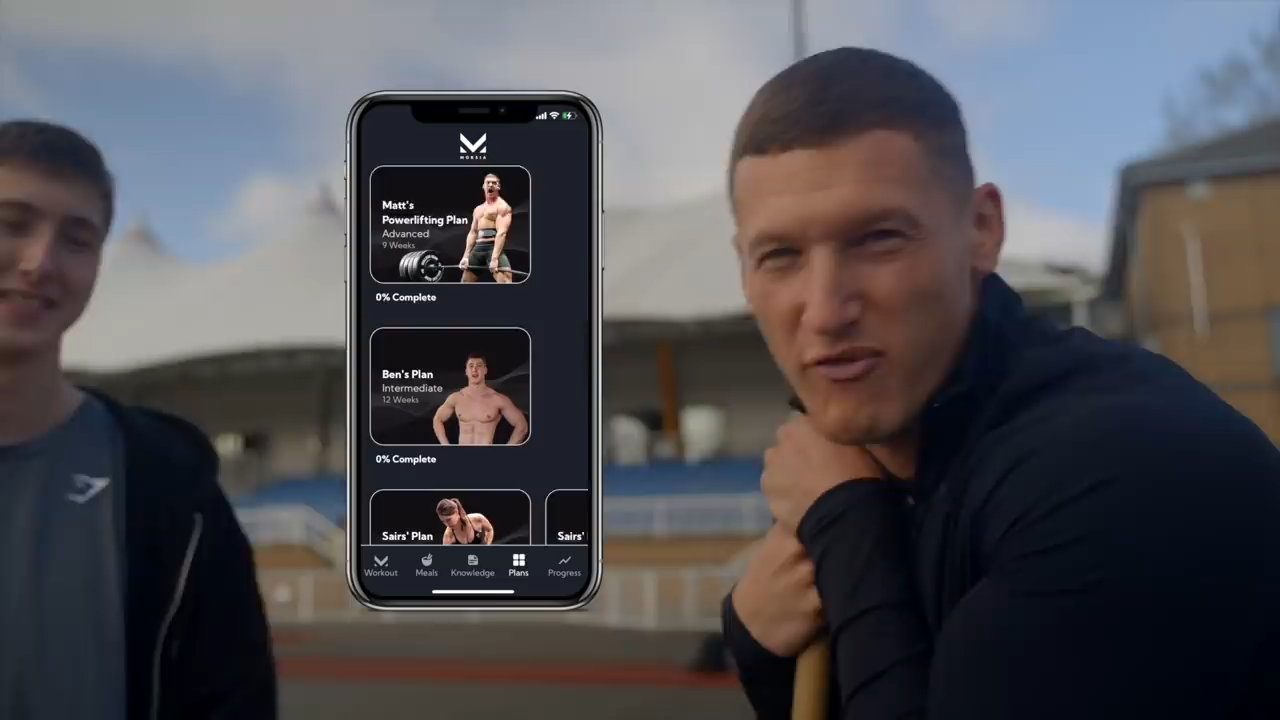 MORSIA
Matt's
Powerlifting Plan
Advanced
9 Weeks
0% Complete
Ben's Plan
Intermediate
12 Weeks
0% Complete
Sairs' Plan
Sairs'
Workout
Meals
Knowledge
Plans
Progress